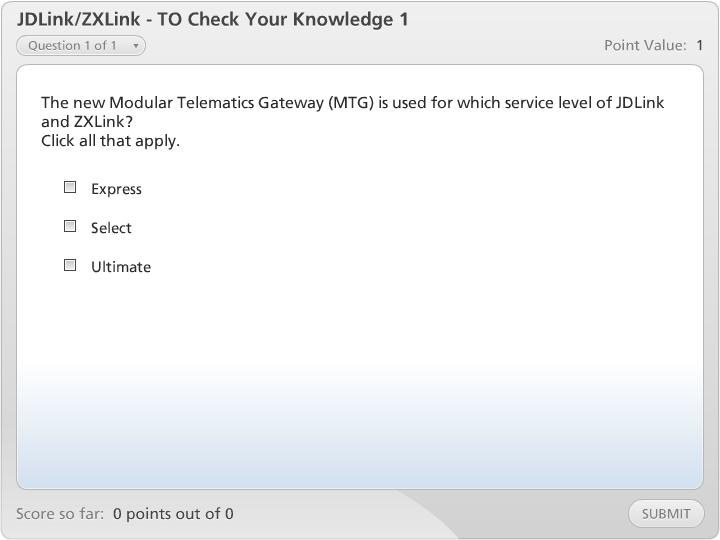 JDLink/ZXLink - TO Check Your Knowledge 1
Question 1 of 1
Point Value: 1
The new Modular Telematics Gateway (MTG) is used for which service level of JDLink
and ZXLink?
Click all that apply.
Express
Select
Ultimate
Score so far: 0 points out of 0
SUBMIT